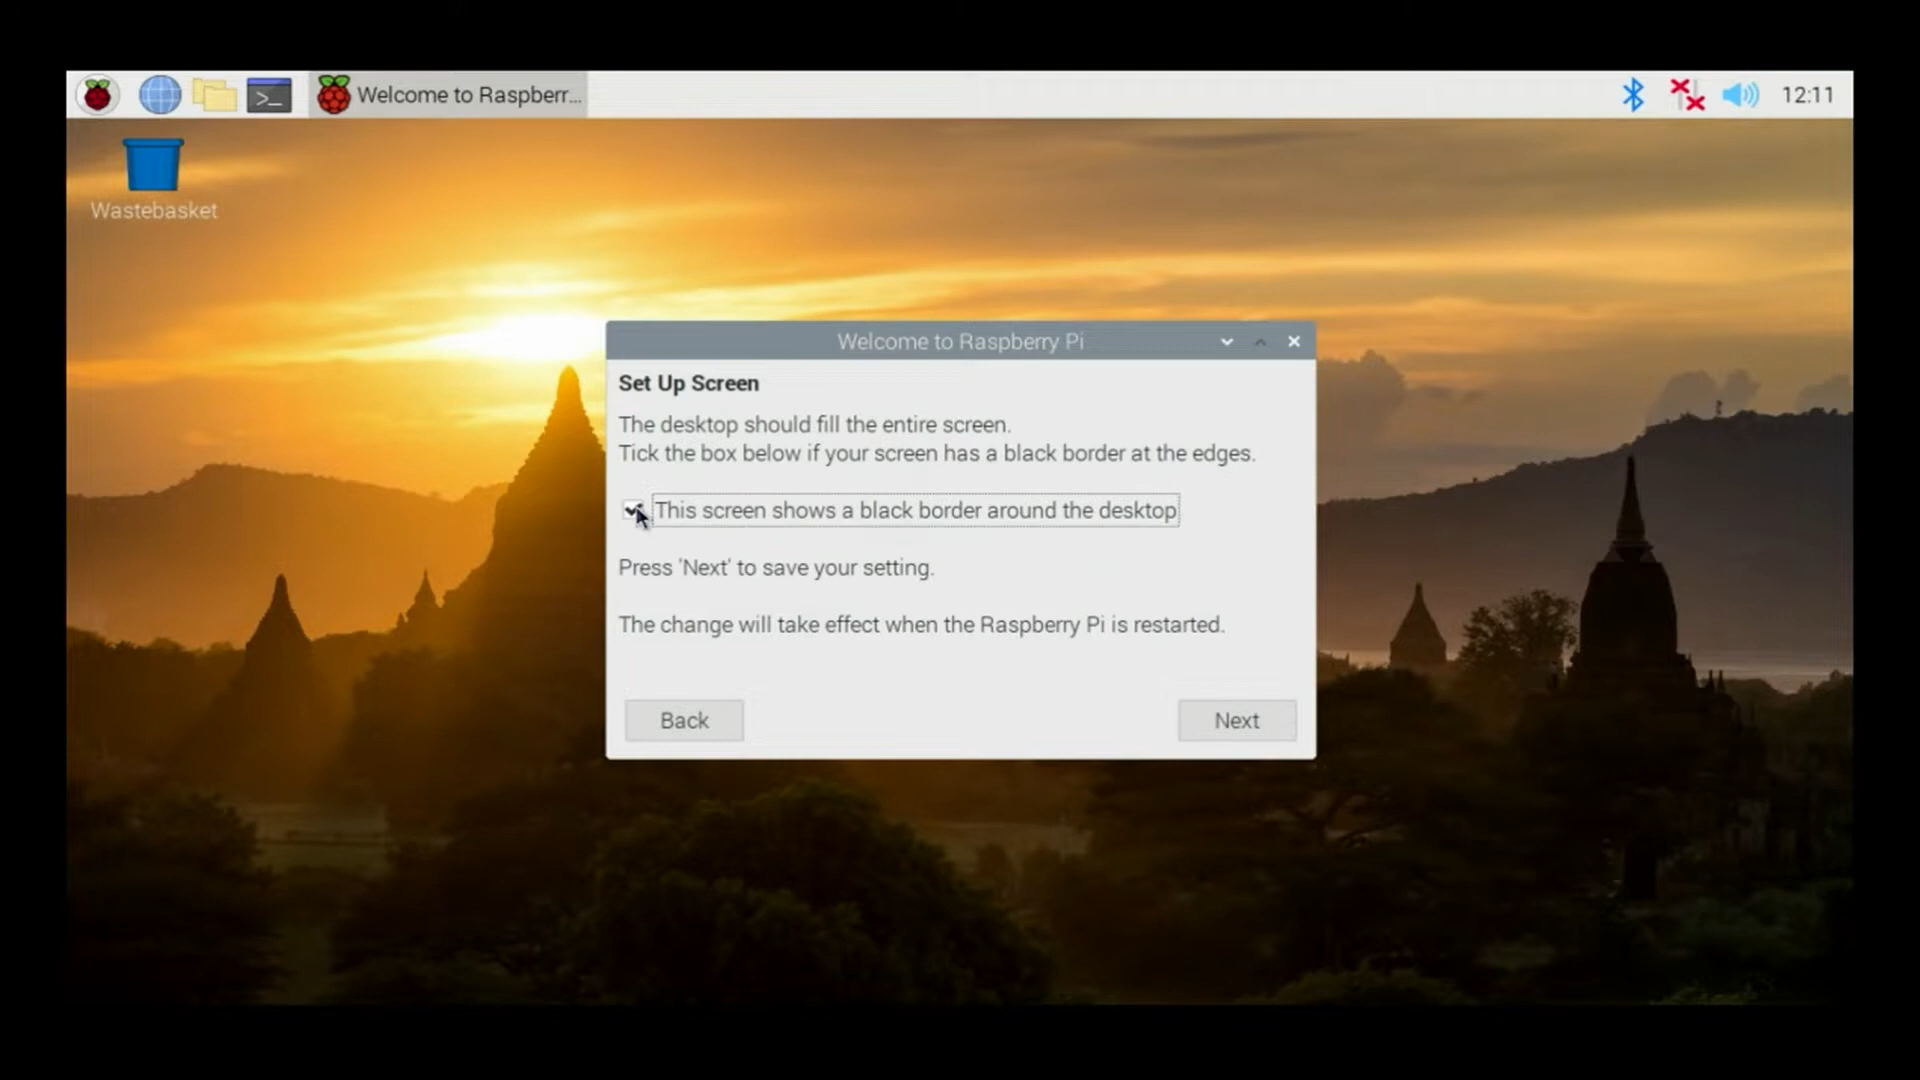 Welcome to Raspberr...
12:11
Wastebasket
Welcome to Raspberry Pi
Set Up Screen
The desktop should fill the entire screen.
Tick the box below if your screen has a black border at the edges.
This screen shows a black border around the desktop
Press 'Next' to save your setting.
The change will take effect when the Raspberry Pi is restarted.
Back
Next